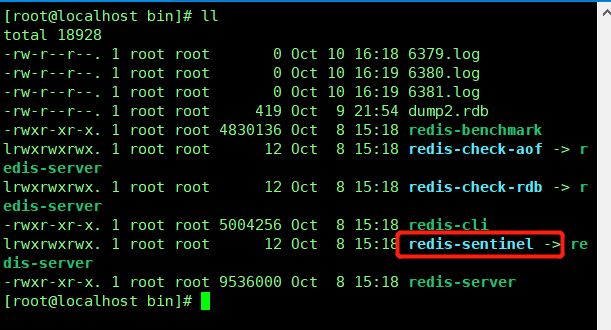 [root@localhost bin]# ll
total 18928
-rw-r--r--. 1 root root       0 Oct 10 16:18 6379.log
-rw-r--r--. 1 root root       0 Oct 10 16:19 6380.log
-rw-r--r--. 1 root root       0 Oct 10 16:19 6381.log
-rw-r--r--. 1 root root     419 Oct  9 21:54 dump2.rdb
-rwxr-xr-x. 1 root root 4830136 Oct  8 15:18 redis-benchmark
lrwxrwxrwx. 1 root root      12 Oct  8 15:18 redis-check-aof -> r
edis-server
lrwxrwxrwx. 1 root root      12 Oct  8 15:18 redis-check-rdb -> r
edis-server
-rwxr-xr-x. 1 root root 5004256 Oct  8 15:18 redis-cli
lrwxrwxrwx. 1 root root      12 Oct  8 15:18 redis-sentinel -> re
dis-server
-rwxr-xr-x. 1 root root 9536000 Oct  8 15:18 redis-server
[root@localhost bin]#